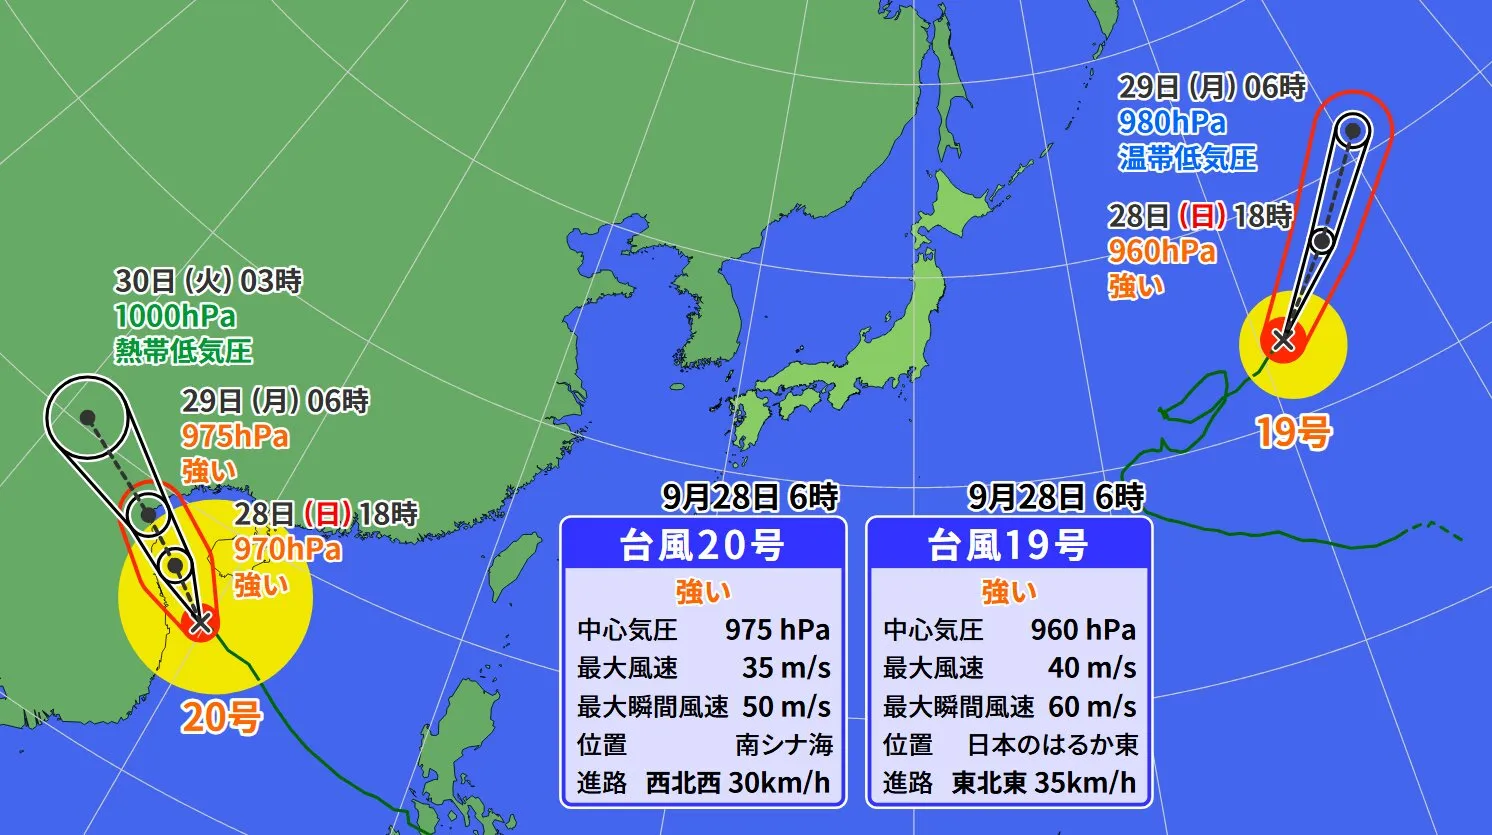 29日(月)06時
980hPa
温帯低気圧
28日(日)18時
960hPa
強い
19号
30日(火)03時
1000hPa
熱帯低気圧
29日(月)06時
975hPa
強い
28日(日)18時
970hPa
強い
20号
9月28日 6時
台風20号
強い
中心気圧 975 hPa
最大風速 35 m/s
最大瞬間風速 50 m/s
位置 南シナ海
進路 西北西 30km/h
9月28日 6時
台風19号
強い
中心気圧 960 hPa
最大風速 40 m/s
最大瞬間風速 60 m/s
位置 日本のはるか東
進路 東北東 35km/h